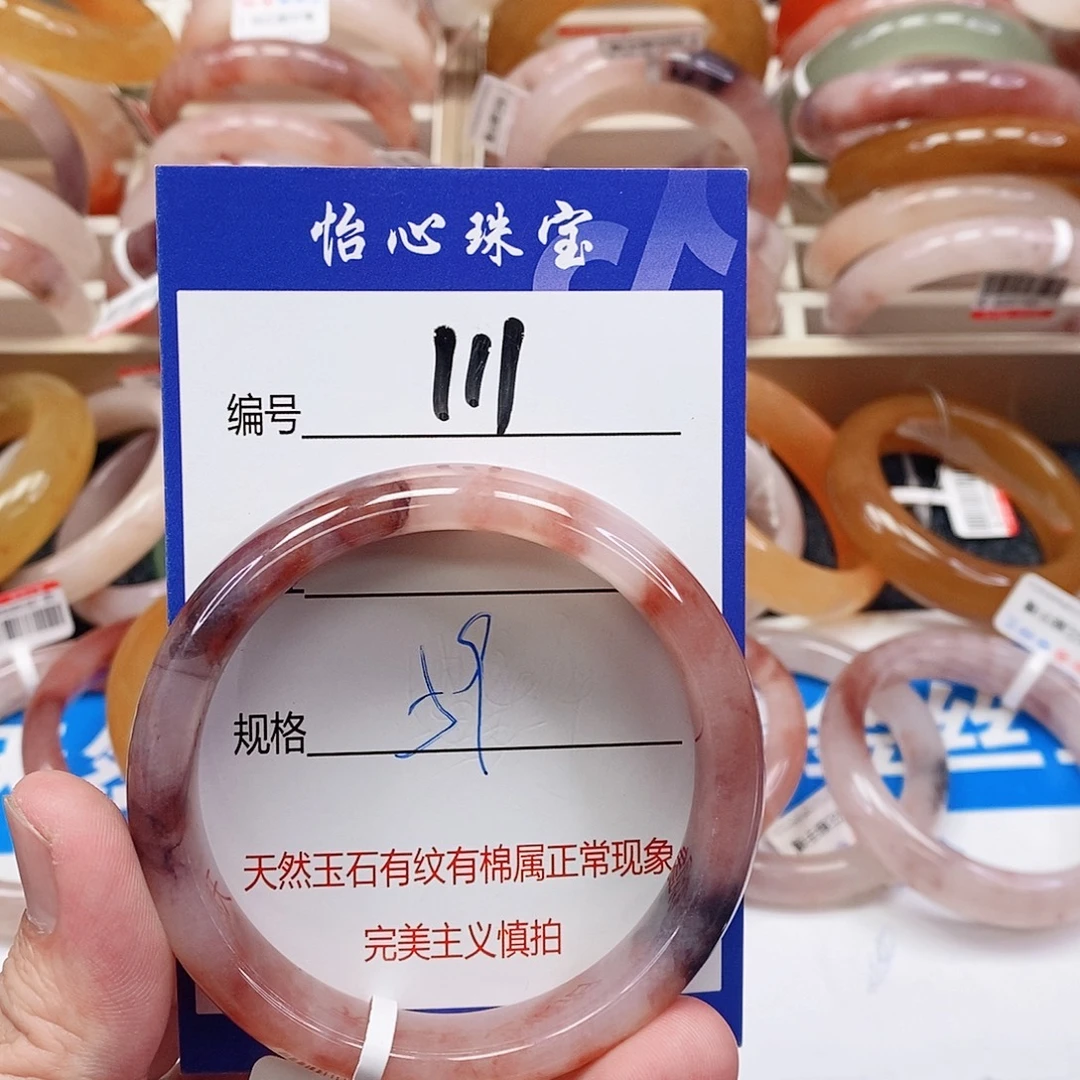 怡心珠宝
编号 111
规格 59
天然玉石有纹有棉属正常现象
完美主义慎拍